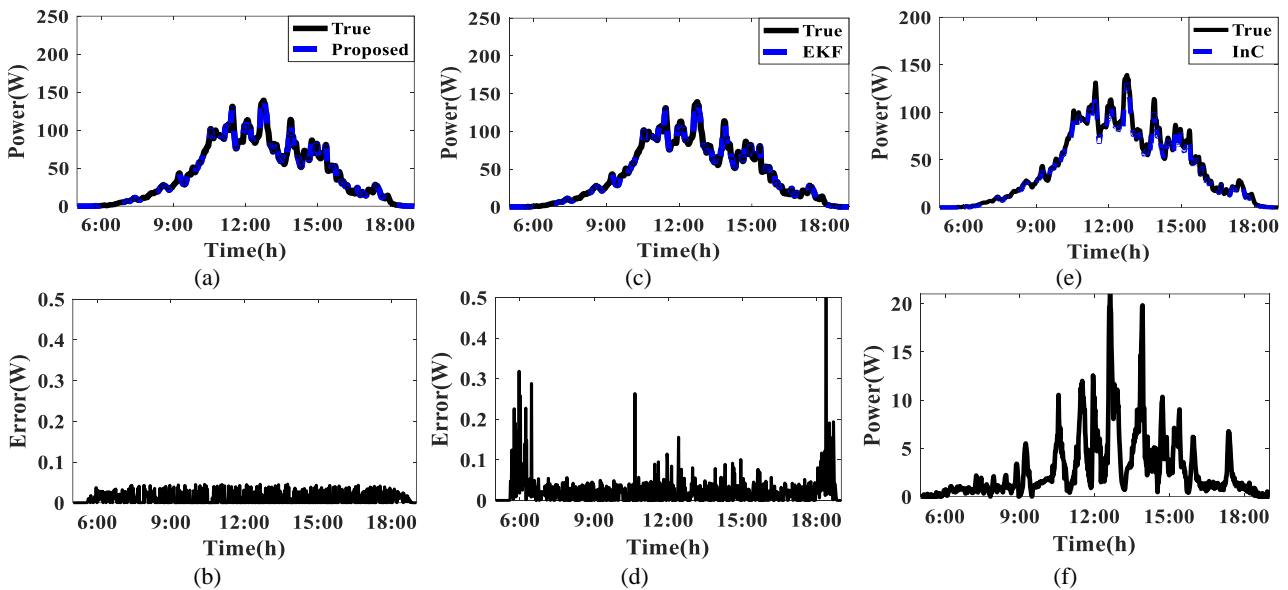 250
200
150
100
50
0
Power(W)
True
Proposed
6:00 9:00 12:00 15:00 18:00
Time(h)
(a)
250
200
150
100
50
0
Power(W)
True
EKF
6:00 9:00 12:00 15:00 18:00
Time(h)
(c)
200
150
100
50
0
Power(W)
True
InC
6:00 9:00 12:00 15:00 18:00
Time(h)
(e)
0.5
0.4
0.3
0.2
0.1
0
Error(W)
6:00 9:00 12:00 15:00 18:00
Time(h)
(b)
0.5
0.4
0.3
0.2
0.1
0
Error(W)
6:00 9:00 12:00 15:00 18:00
Time(h)
(d)
20
15
10
5
0
Power(W)
6:00 9:00 12:00 15:00 18:00
Time(h)
(f)